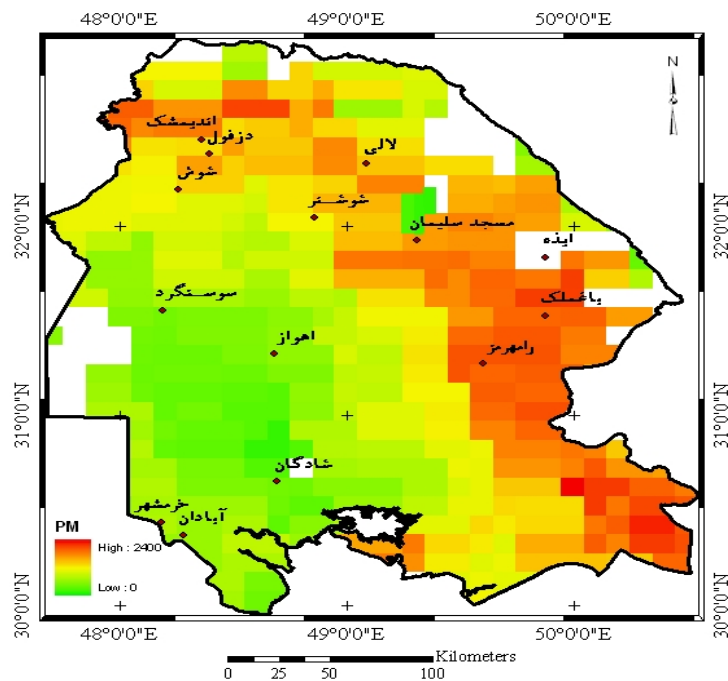 48°0'0"E 49°0'0"E 50°0'0"E
N
اندیمشک
دزفول
لالی
شوش
شوشتر
مسجد سلیمان
ایذه
32°0'0"N 32°0'0"N
سوسنگرد
باغملک
اهواز
رامهرمز
31°0'0"N 31°0'0"N
شادگان
خرمشهر
آبادان
PM
High : 2400
Low : 0
30°0'0"N 30°0'0"N
48°0'0"E 49°0'0"E 50°0'0"E
Kilometers
0 25 50 100